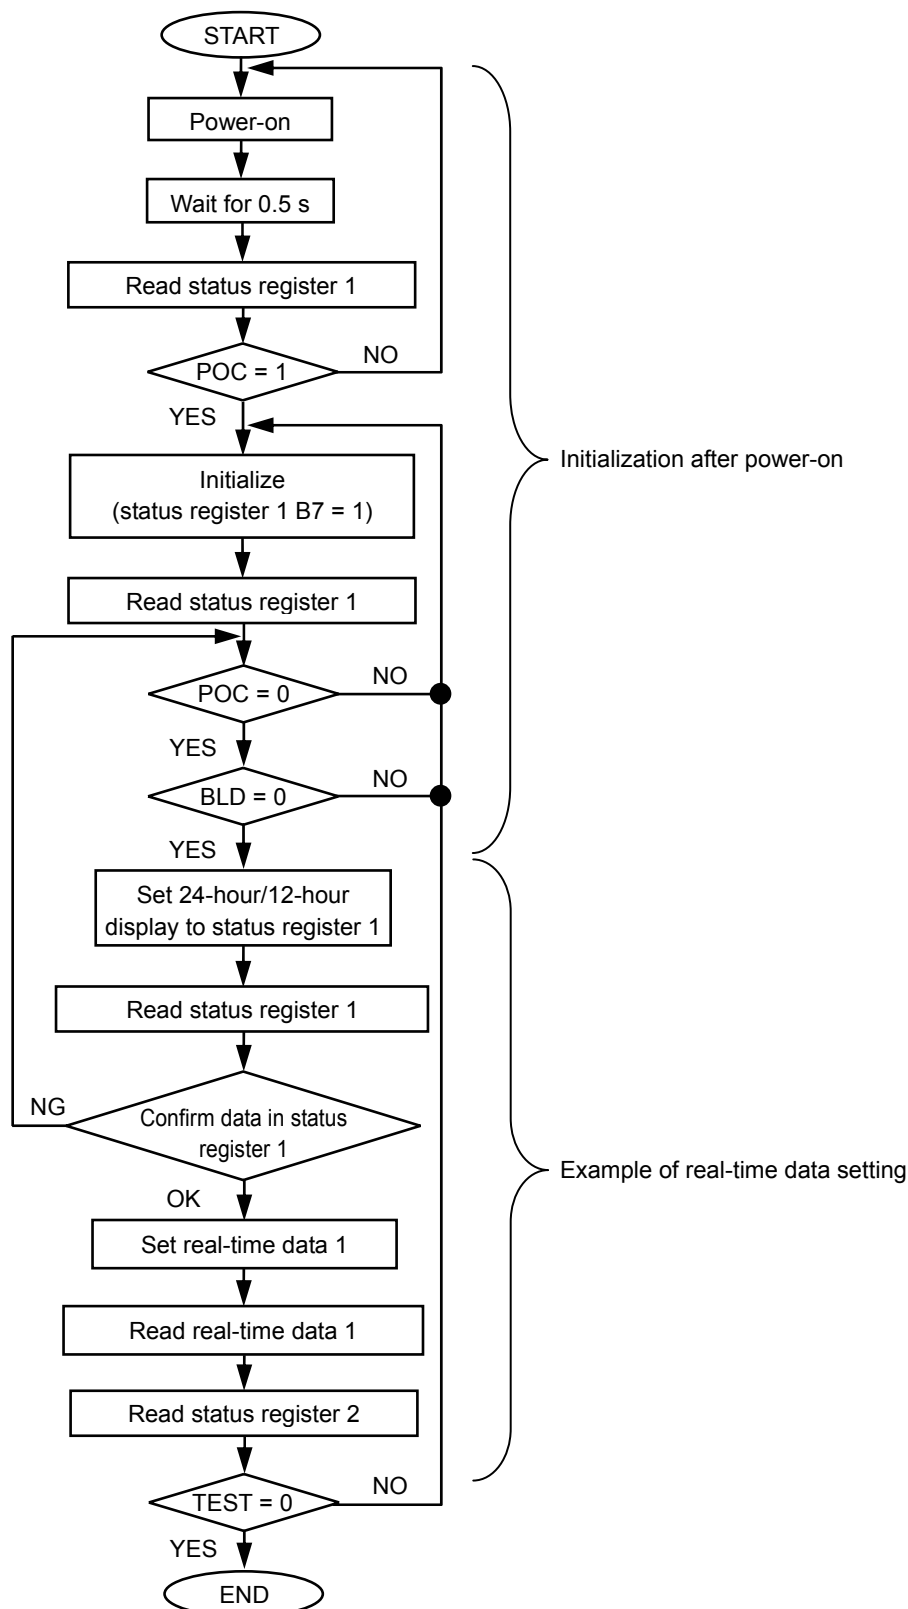 START
Power-on
Wait for 0.5 s
Read status register 1
POC = 1
NO
YES
Initialize
(status register 1 B7 = 1)
Initialization after power-on
Read status register 1
POC = 0
NO
YES
BLD = 0
NO
YES
Set 24-hour/12-hour
display to status register 1
Read status register 1
NG
Confirm data in status
register 1
Example of real-time data setting
OK
Set real-time data 1
Read real-time data 1
Read status register 2
TEST = 0
NO
YES
END